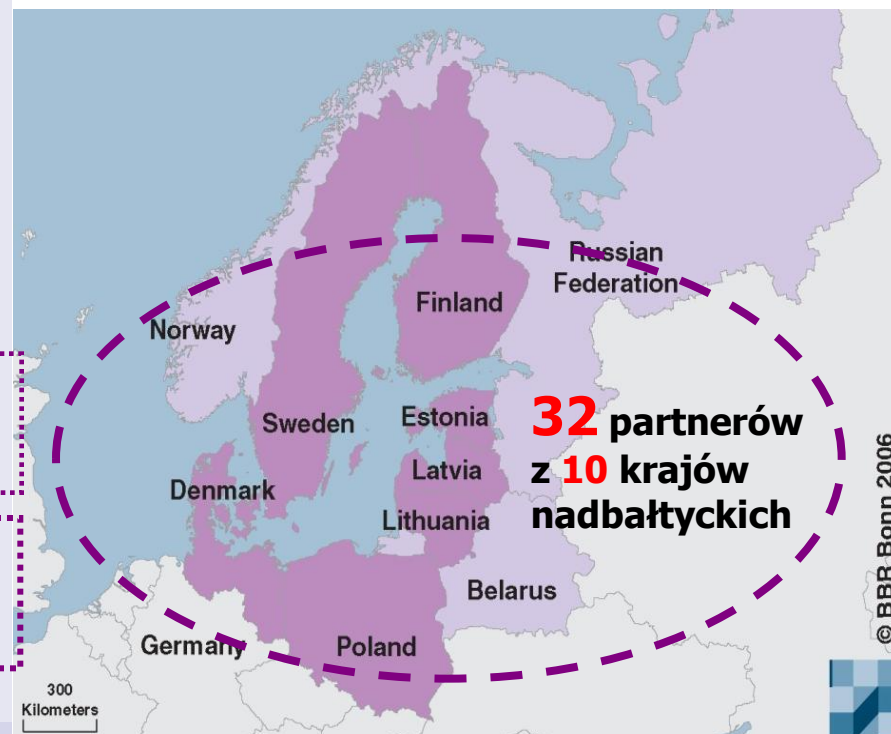 Russian
Federation
Finland
Norway
Sweden
Estonia
32 partnerów
z 10 krajów
nadbałtyckich
Latvia
Denmark
Lithuania
Belarus
Germany
Poland
300
Kilometers
© BBR Bonn 2006